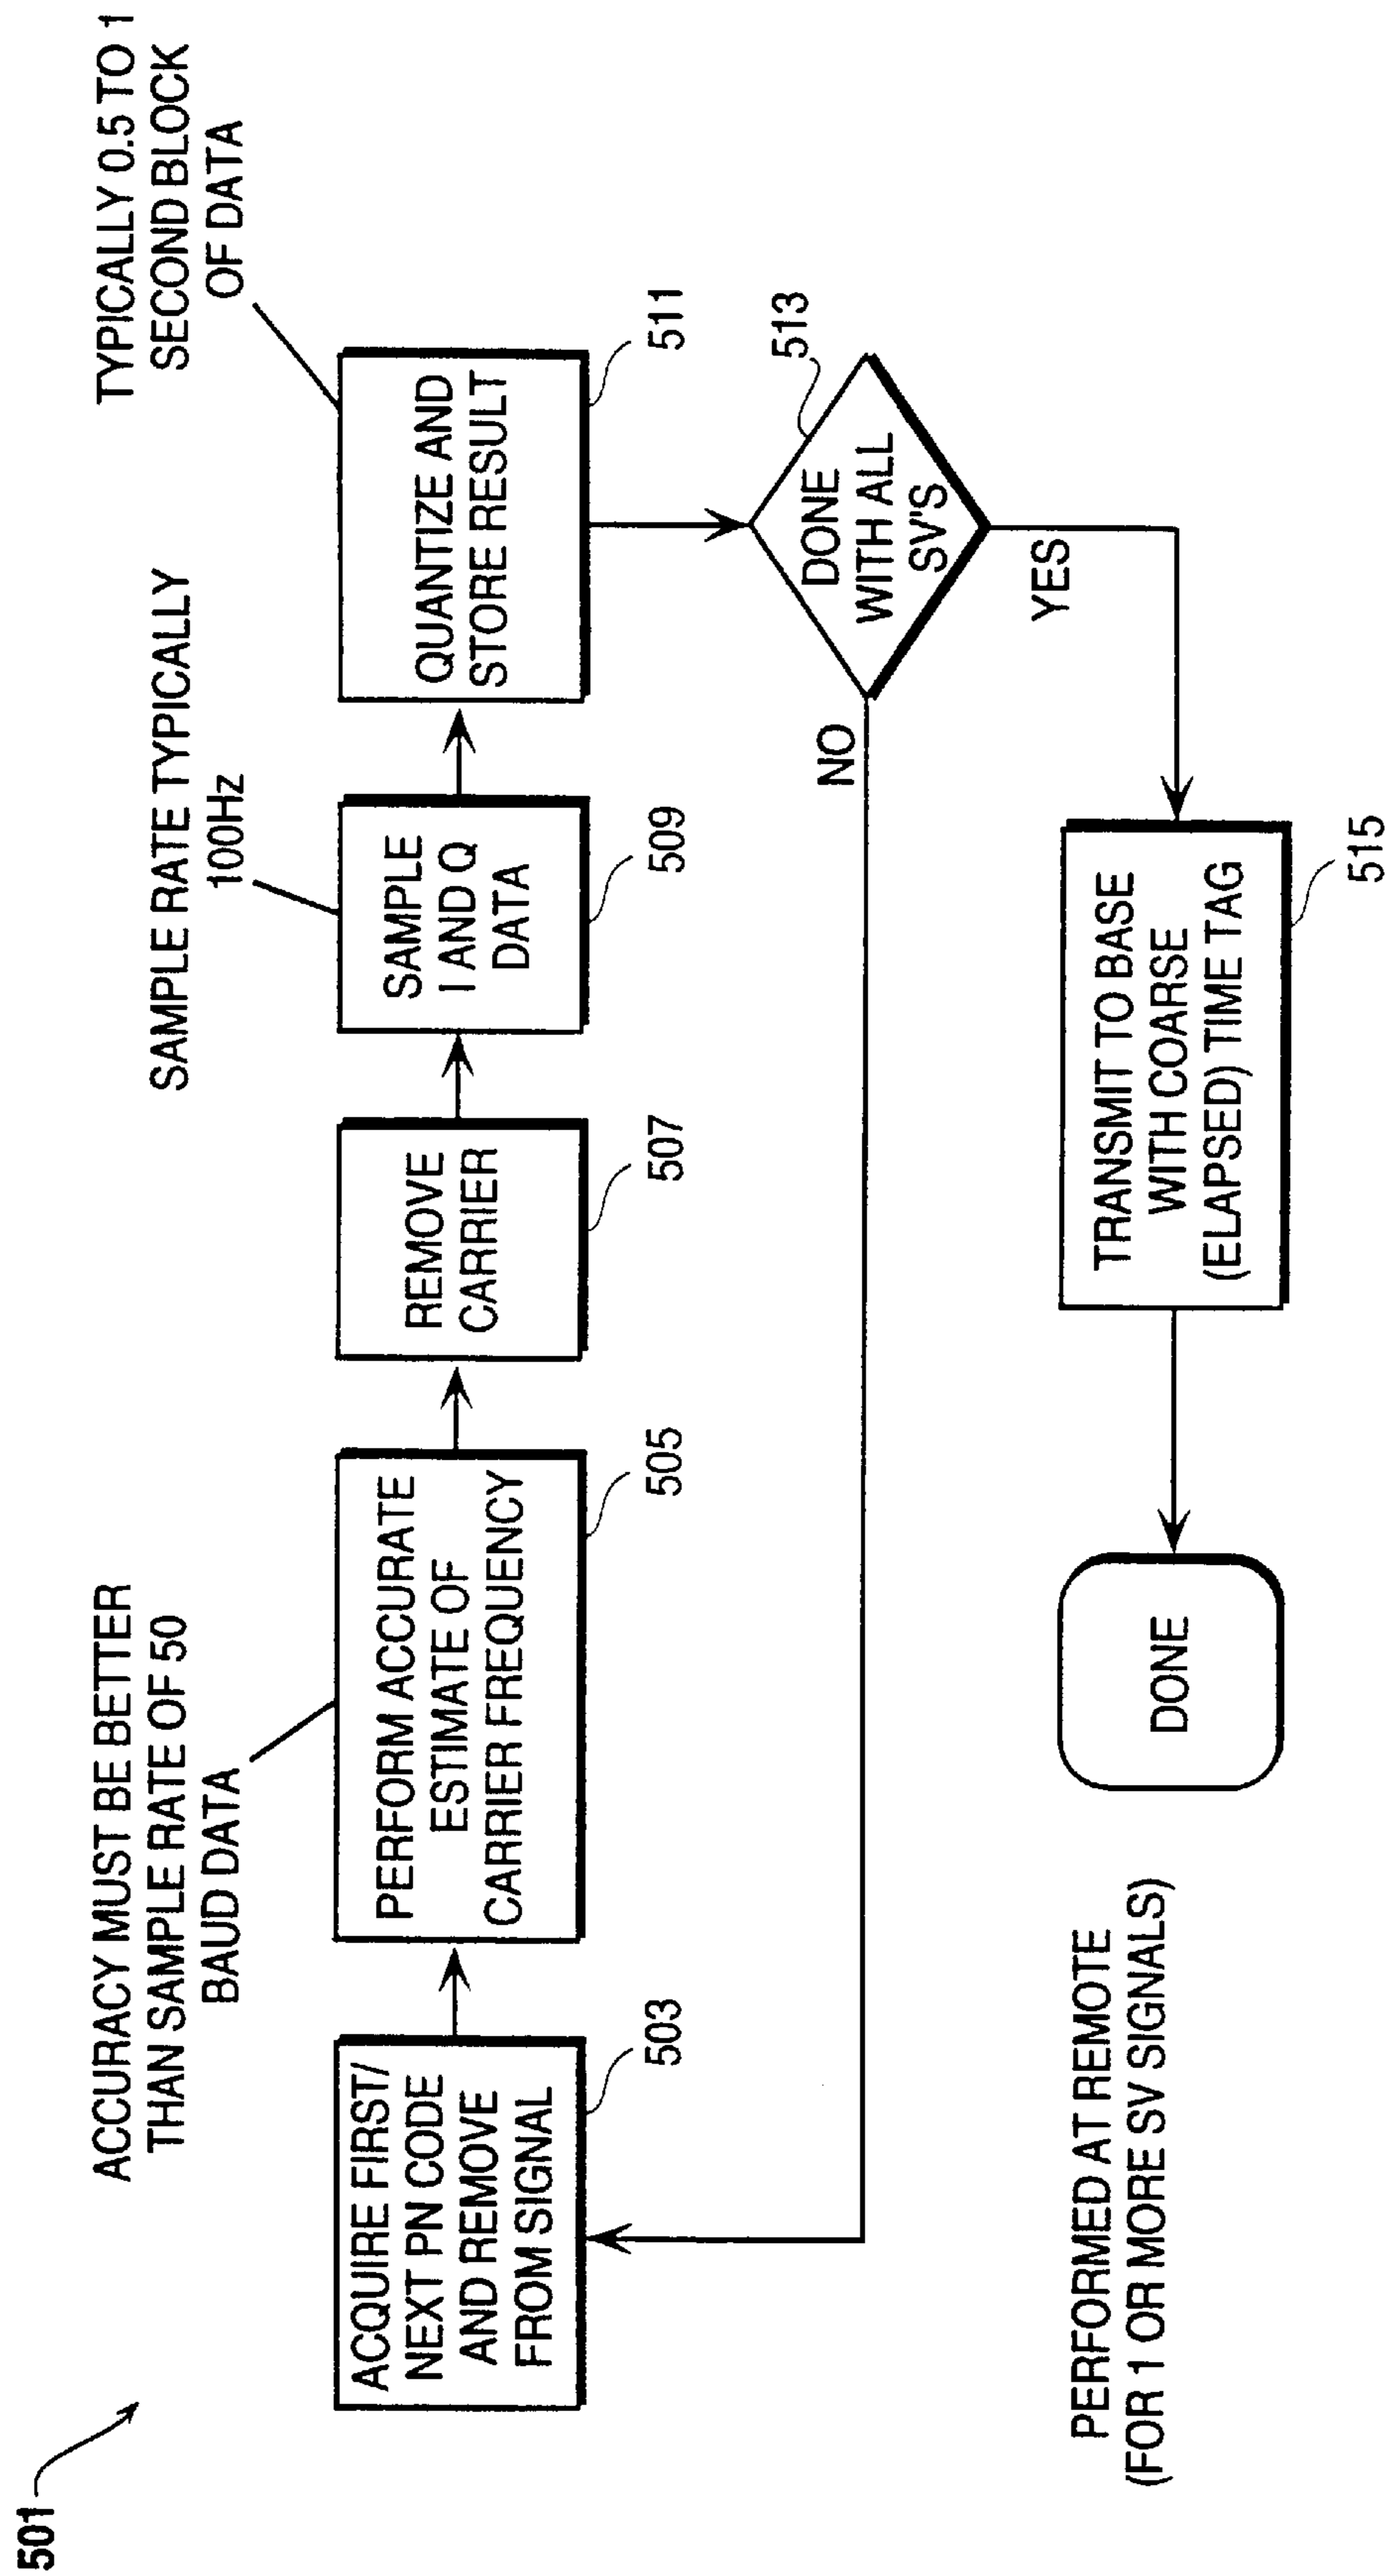 501
ACCURACY MUST BE BETTER
THAN SAMPLE RATE OF 50
BAUD DATA
SAMPLE RATE TYPICALLY
100Hz
TYPICALLY 0.5 TO 1
SECOND BLOCK
OF DATA
ACQUIRE FIRST/
NEXT PN CODE
AND REMOVE
FROM SIGNAL
503
PERFORM ACCURATE
ESTIMATE OF
CARRIER FREQUENCY
505
REMOVE
CARRIER
507
SAMPLE
I AND Q
DATA
509
QUANTIZE AND
STORE RESULT
511
DONE
WITH ALL
SV'S
513
NO
YES
TRANSMIT TO BASE
WITH COARSE
(ELAPSED) TIME TAG
515
DONE
PERFORMED AT REMOTE
(FOR 1 OR MORE SV SIGNALS)